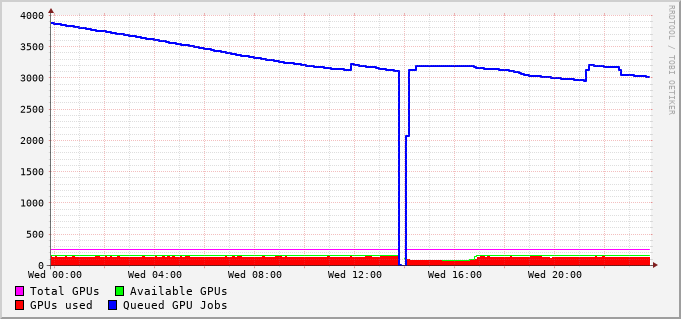 4000
3500
3000
2500
2000
1500
1000
500
0
Wed 00:00 Wed 04:00 Wed 08:00 Wed 12:00 Wed 16:00 Wed 20:00
Total GPUs Available GPUs
GPUs used Queued GPU Jobs
RRDTOOL / TOBI OETIKER